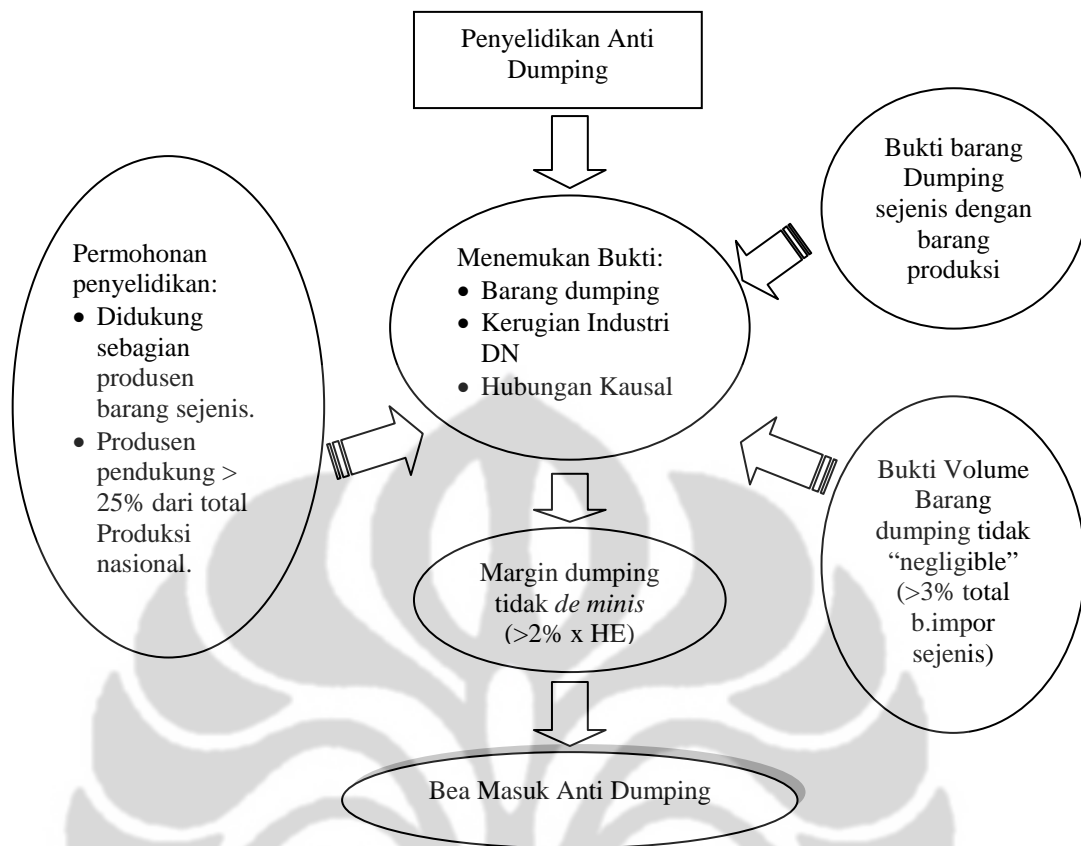 Penyelidikan Anti
Dumping
Bukti barang
Dumping
sejenis dengan
barang
produksi
Permohonan
penyelidikan:
• Didukung
sebagian
produsen
barang sejenis.
• Produsen
pendukung >
25% dari total
Produksi
nasional.
Menemukan Bukti:
• Barang dumping
• Kerugian Industri
DN
• Hubungan Kausal
Bukti Volume
Barang
dumping tidak
“negligible”
(>3% total
b.impor
sejenis)
Margin dumping
tidak de minis
(>2% x HE)
Bea Masuk Anti Dumping